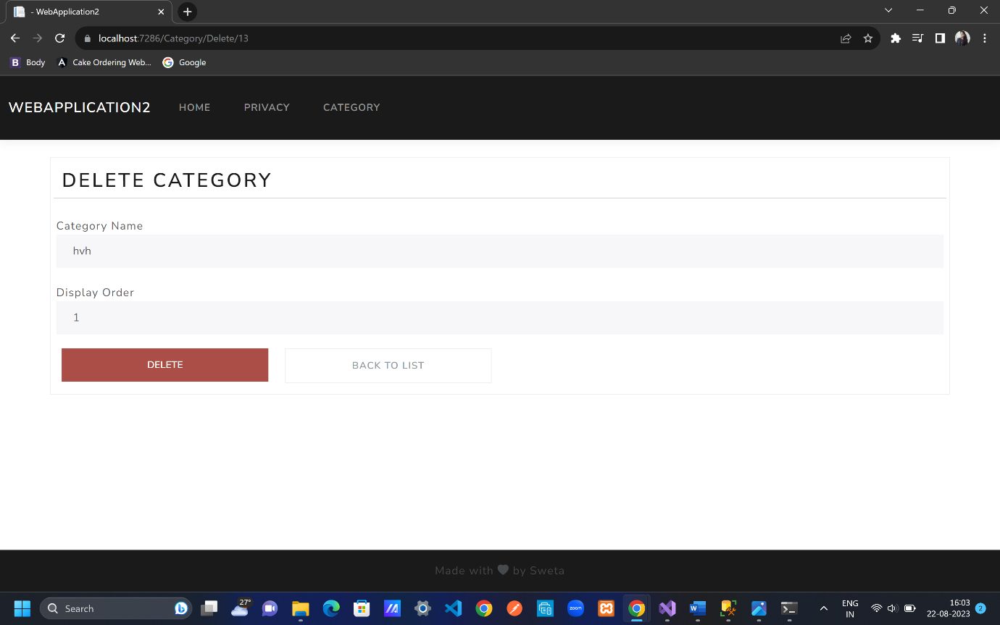 - WebApplication2
localhost:7286/Category/Delete/13
B Body
Cake Ordering Web...
Google
WEBAPPLICATION2 HOME PRIVACY CATEGORY
DELETE CATEGORY
Category Name
hvh
Display Order
1
DELETE BACK TO LIST
Made with 🖤 by Sweta
Search
27°
zoom
ENG
IN
16:03
22-08-2023
2